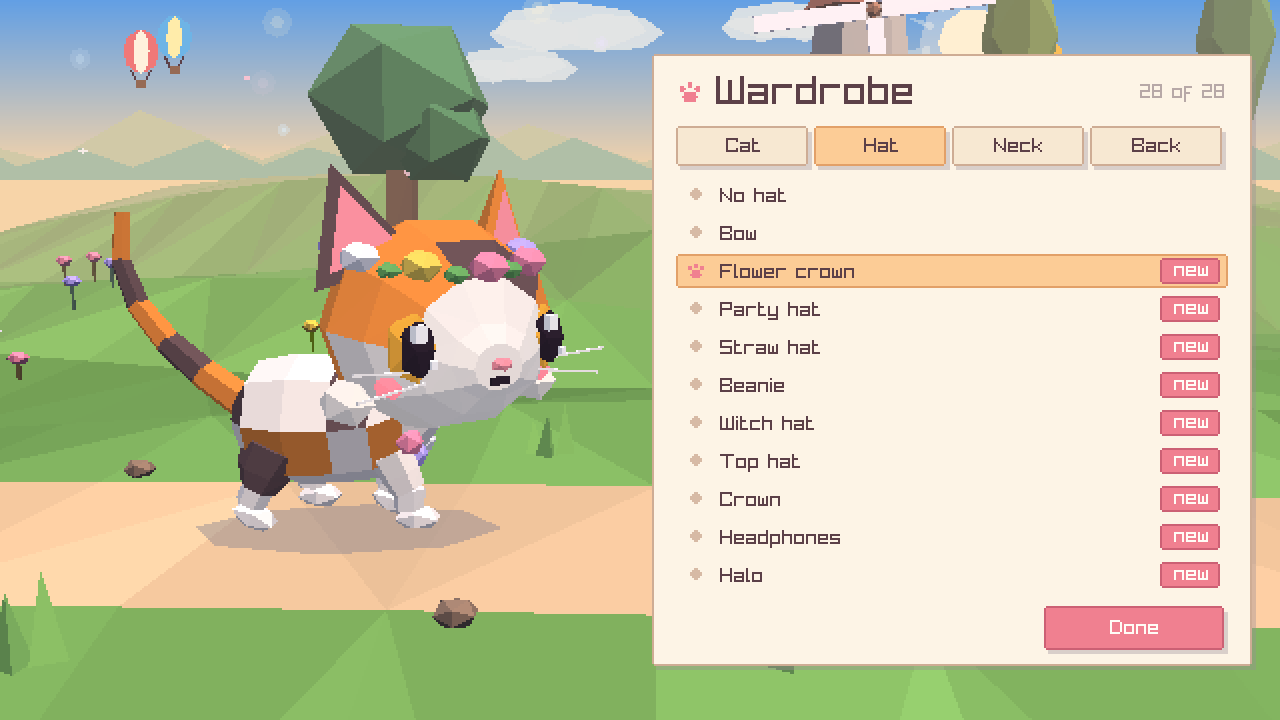 Wardrobe
28 of 28
Cat Hat Neck Back
No hat
Bow
Flower crown new
Party hat new
Straw hat new
Beanie new
Witch hat new
Top hat new
Crown new
Headphones new
Halo new
Done